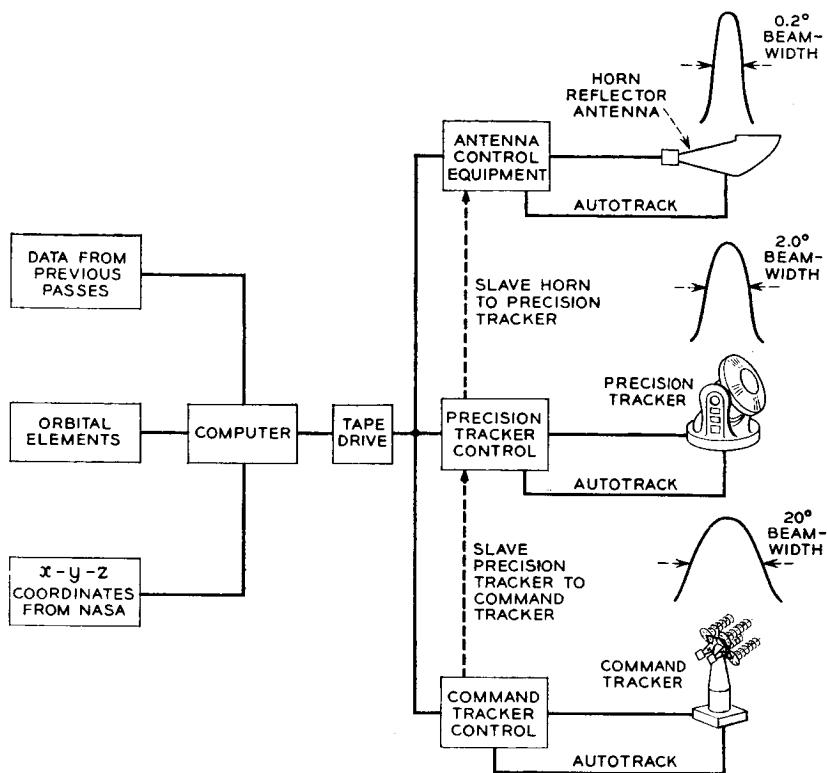 DATA FROM
PREVIOUS
PASSES
ORBITAL
ELEMENTS
x-y-z
COORDINATES
FROM NASA
COMPUTER
TAPE
DRIVE
ANTENNA
CONTROL
EQUIPMENT
HORN
REFLECTOR
ANTENNA
0.2°
BEAM-
WIDTH
AUTOTRACK
SLAVE HORN
TO PRECISION
TRACKER
2.0°
BEAM-
WIDTH
PRECISION
TRACKER
CONTROL
PRECISION
TRACKER
AUTOTRACK
SLAVE
PRECISION
TRACKER TO
COMMAND
TRACKER
20°
BEAM-
WIDTH
COMMAND
TRACKER
CONTROL
COMMAND
TRACKER
AUTOTRACK